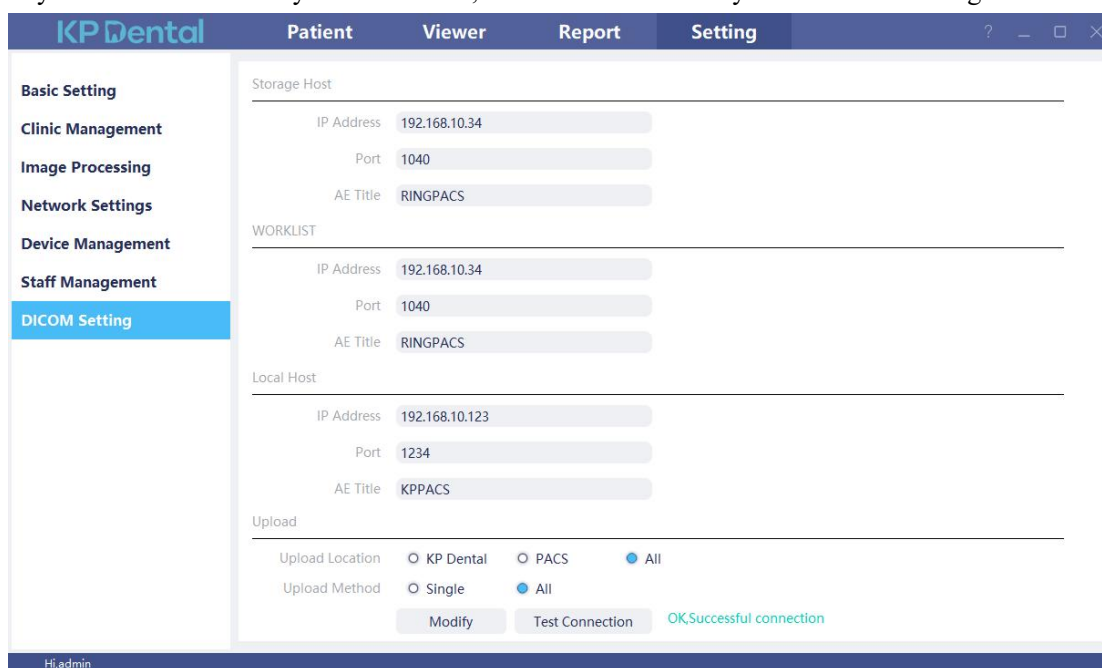 KP Dental Patient Viewer Report Setting ?
Basic Setting
Clinic Management
Image Processing
Network Settings
Device Management
Staff Management
DICOM Setting
Storage Host
IP Address 192.168.10.34
Port 1040
AE Title RINGPACS
WORKLIST
IP Address 192.168.10.34
Port 1040
AE Title RINGPACS
Local Host
IP Address 192.168.10.123
Port 1234
AE Title KPPACS
Upload
Upload Location KP Dental PACS All
Upload Method Single All
Modify Test Connection OK,Successful connection
Hi,admin